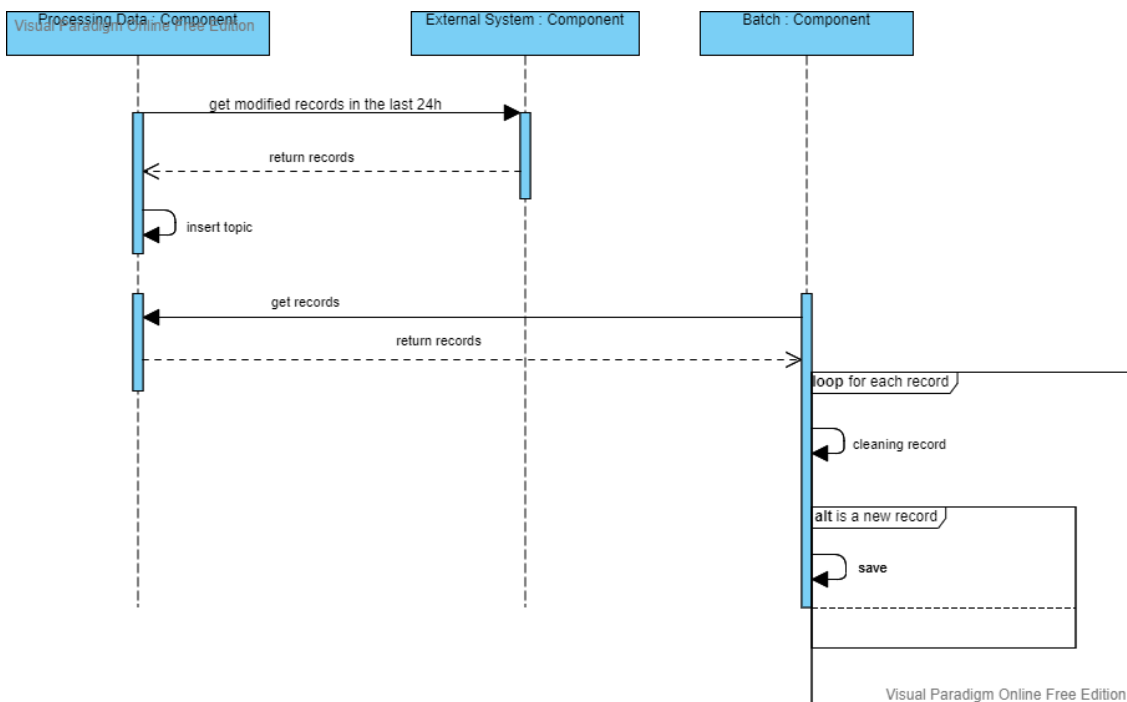 Processing Data : Component
Visual Paradigm Online Free Edition
External System : Component
Batch : Component
get modified records in the last 24h
return records
insert topic
get records
return records
loop for each record
cleaning record
alt is a new record
save
Visual Paradigm Online Free Edition